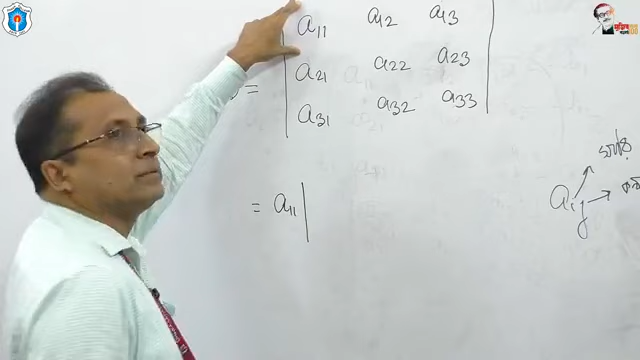 a₁₁ a₁₂ a₁₃
a₂₁ a₂₂ a₂₃
=
a₃₁ a₃₂ a₃₃
= a₁₁
aᵢⱼ